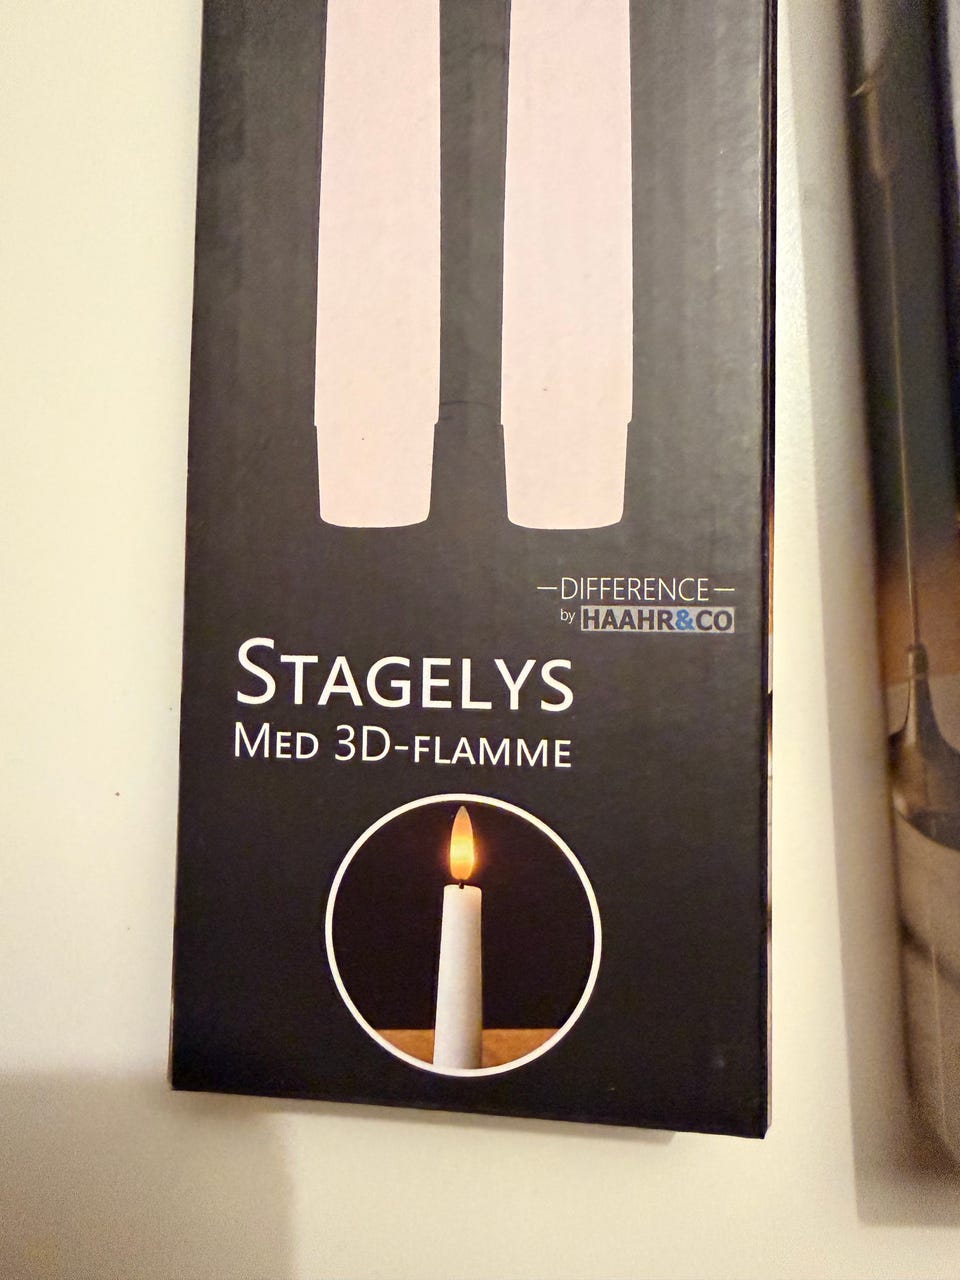 —DIFFERENCE—
by HAAHR&CO
STAGELYS
MED 3D-FLAMME